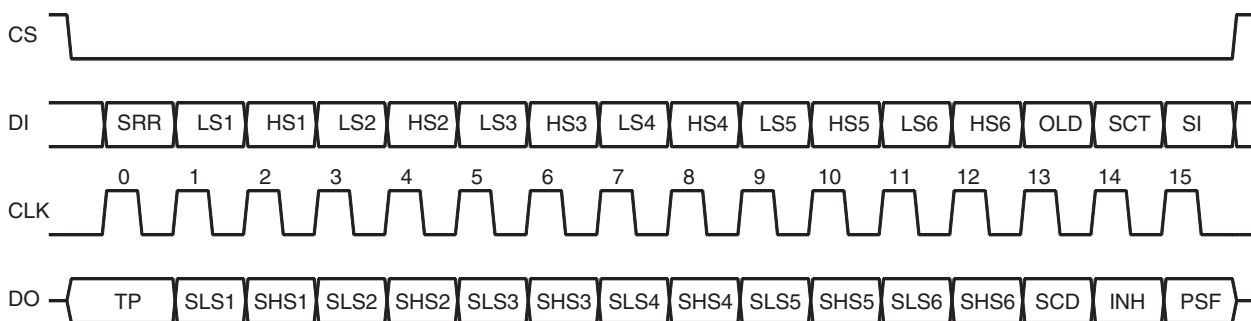 CS
DI SRR LS1 HS1 LS2 HS2 LS3 HS3 LS4 HS4 LS5 HS5 LS6 HS6 OLD SCT SI
0 1 2 3 4 5 6 7 8 9 10 11 12 13 14 15
CLK
DO TP SLS1 SHS1 SLS2 SHS2 SLS3 SHS3 SLS4 SHS4 SLS5 SHS5 SLS6 SHS6 SCD INH PSF